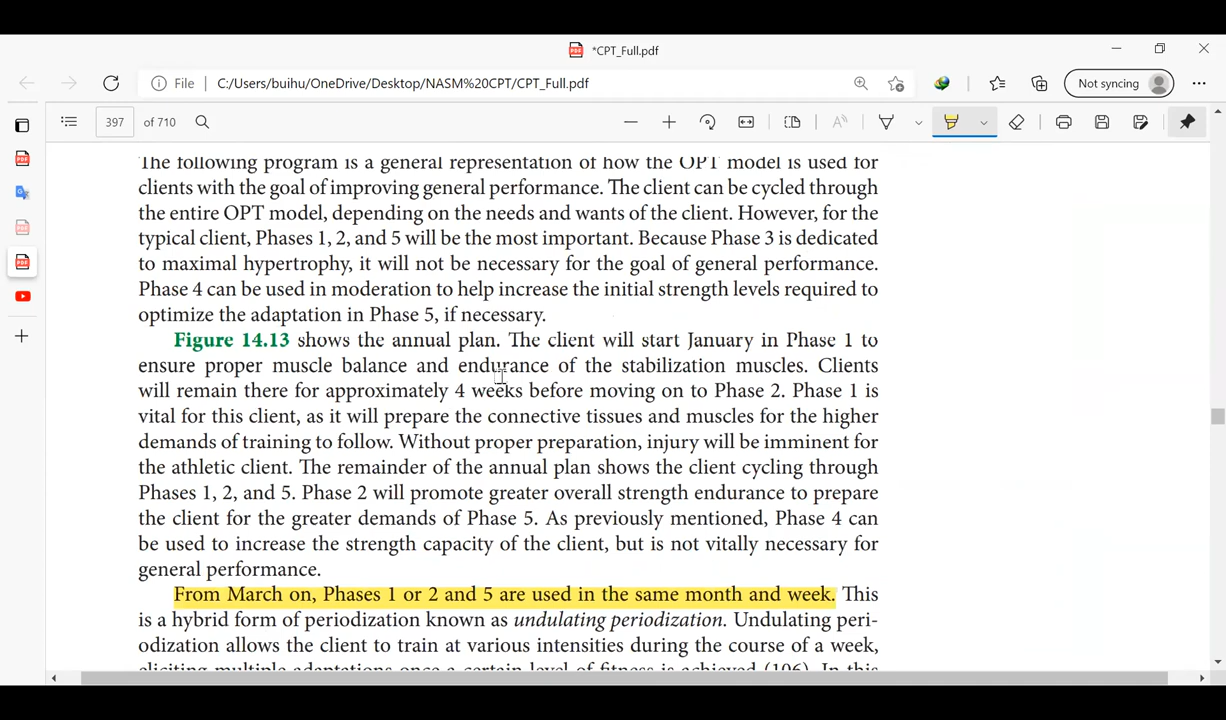 *CPT_Full.pdf
File C:/Users/buihu/OneDrive/Desktop/NASM%20CPT/CPT_Full.pdf Not syncing
397 of 710
The following program is a general representation of how the OPT model is used for
clients with the goal of improving general performance. The client can be cycled through
the entire OPT model, depending on the needs and wants of the client. However, for the
typical client, Phases 1, 2, and 5 will be the most important. Because Phase 3 is dedicated
to maximal hypertrophy, it will not be necessary for the goal of general performance.
Phase 4 can be used in moderation to help increase the initial strength levels required to
optimize the adaptation in Phase 5, if necessary.
Figure 14.13 shows the annual plan. The client will start January in Phase 1 to
ensure proper muscle balance and endurance of the stabilization muscles. Clients
will remain there for approximately 4 weeks before moving on to Phase 2. Phase 1 is
vital for this client, as it will prepare the connective tissues and muscles for the higher
demands of training to follow. Without proper preparation, injury will be imminent for
the athletic client. The remainder of the annual plan shows the client cycling through
Phases 1, 2, and 5. Phase 2 will promote greater overall strength endurance to prepare
the client for the greater demands of Phase 5. As previously mentioned, Phase 4 can
be used to increase the strength capacity of the client, but is not vitally necessary for
general performance.
From March on, Phases 1 or 2 and 5 are used in the same month and week. This
is a hybrid form of periodization known as undulating periodization. Undulating peri-
odization allows the client to train at various intensities during the course of a week,
eliciting multiple adaptations once a certain level of fitness is achieved (106). In this